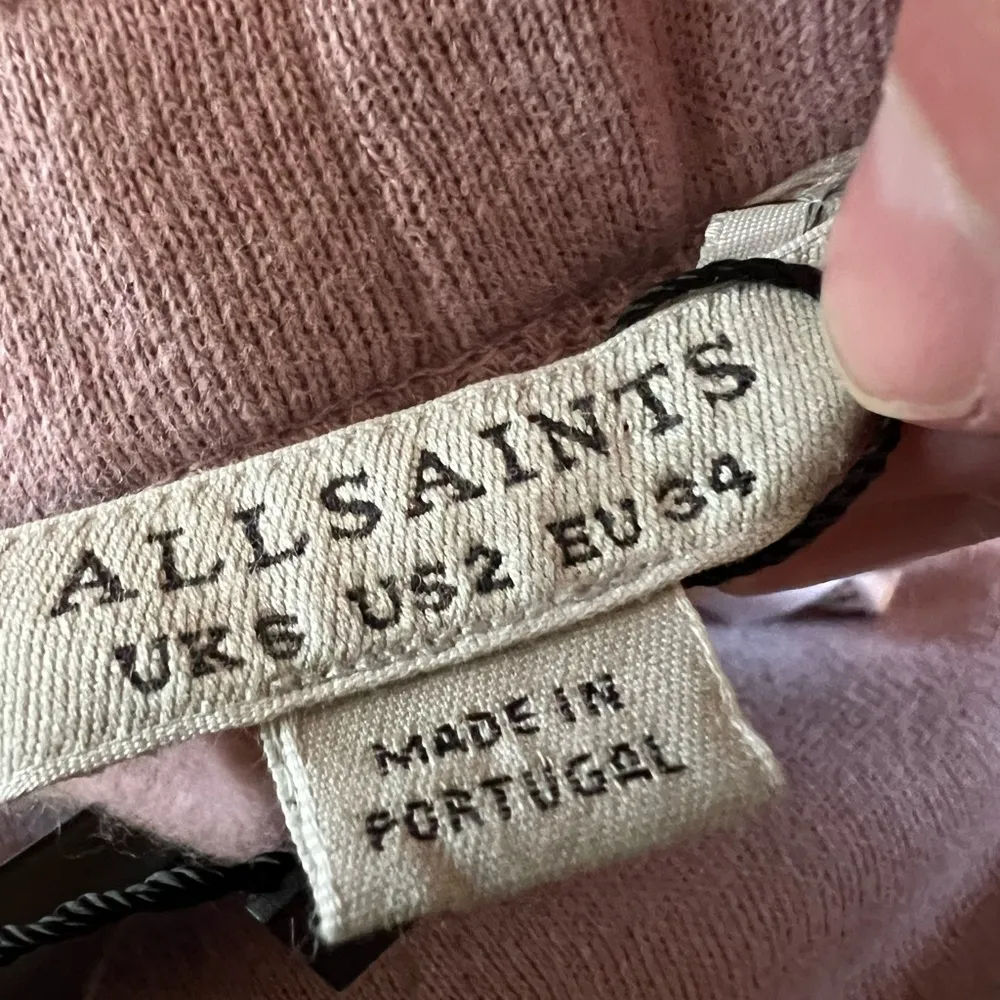 ALLSAINTS
UK6 US2 EU34
MADE IN
PORTUGAL